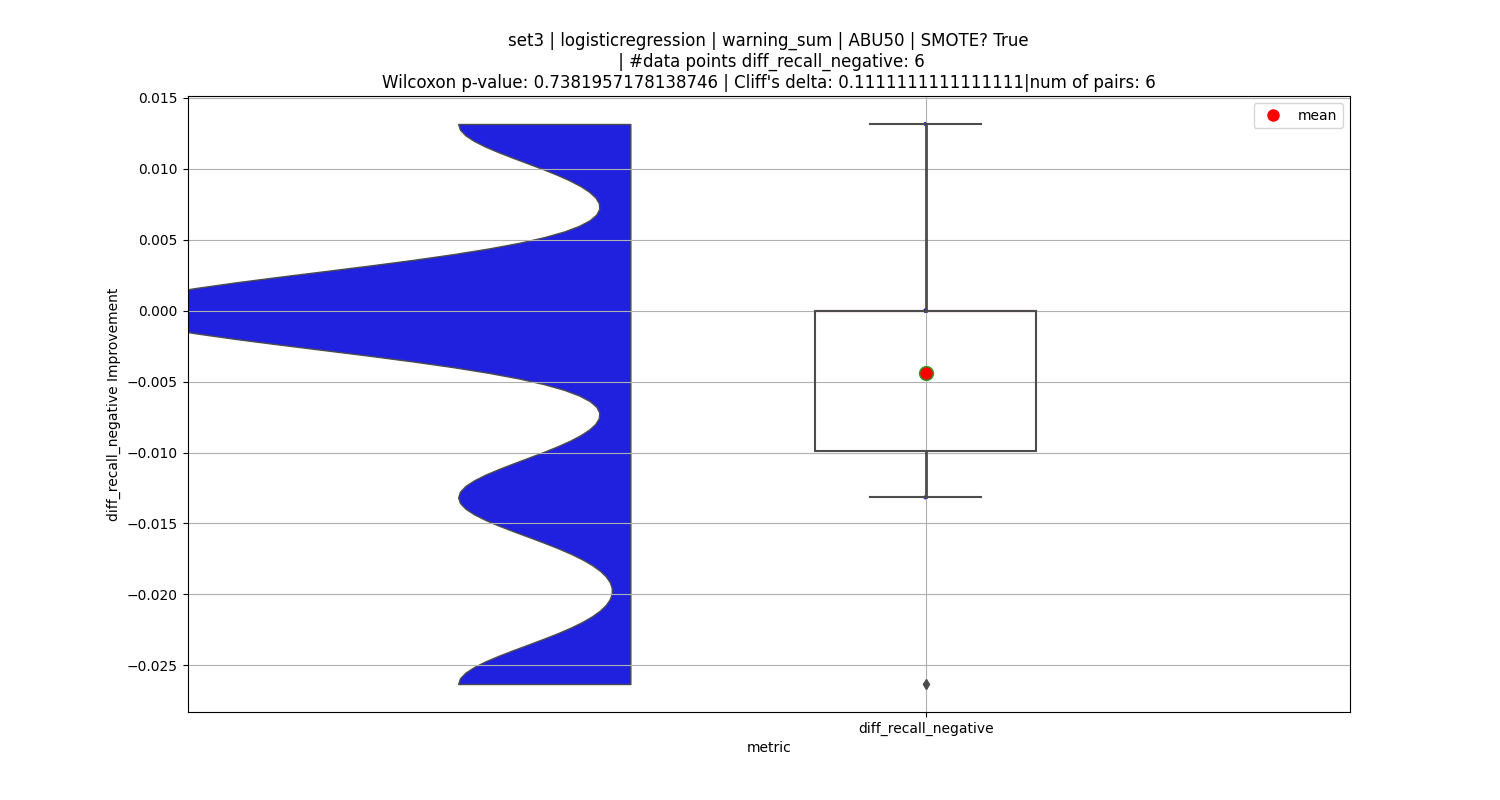 set3 | logisticregression | warning_sum | ABU50 | SMOTE? True
| #data points diff_recall_negative: 6
Wilcoxon p-value: 0.7381957178138746 | Cliff's delta: 0.1111111111111111|num of pairs: 6
mean
0.015
0.010
0.005
0.000
−0.005
−0.010
−0.015
−0.020
−0.025
diff_recall_negative Improvement
diff_recall_negative
metric